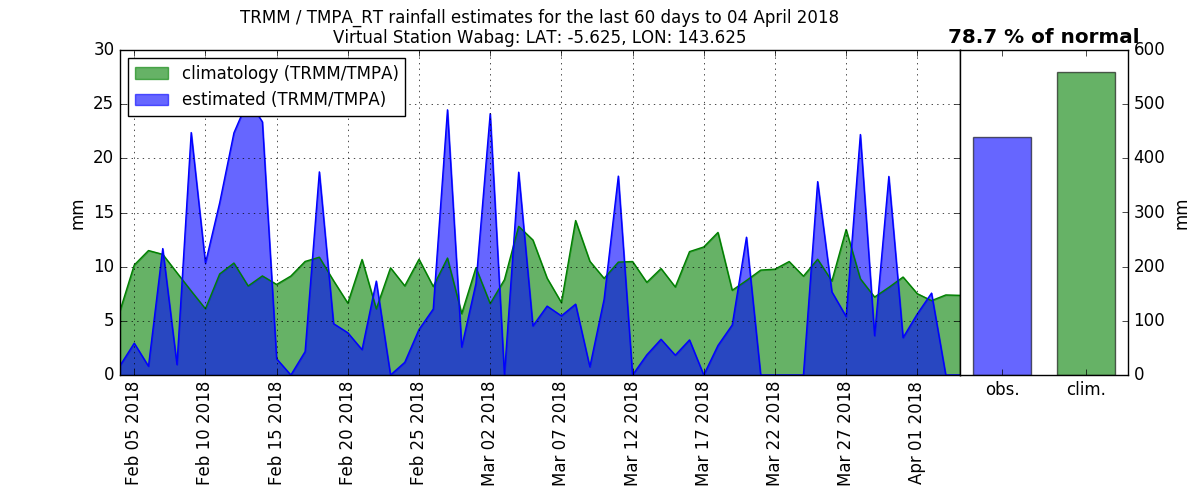 TRMM / TMPA_RT rainfall estimates for the last 60 days to 04 April 2018
Virtual Station Wabag: LAT: -5.625, LON: 143.625
78.7 % of normal
climatology (TRMM/TMPA)
estimated (TRMM/TMPA)
30
25
20
15
10
5
0
mm
Feb 05 2018
Feb 10 2018
Feb 15 2018
Feb 20 2018
Feb 25 2018
Mar 02 2018
Mar 07 2018
Mar 12 2018
Mar 17 2018
Mar 22 2018
Mar 27 2018
Apr 01 2018
obs.
clim.
600
500
400
300
200
100
0
mm